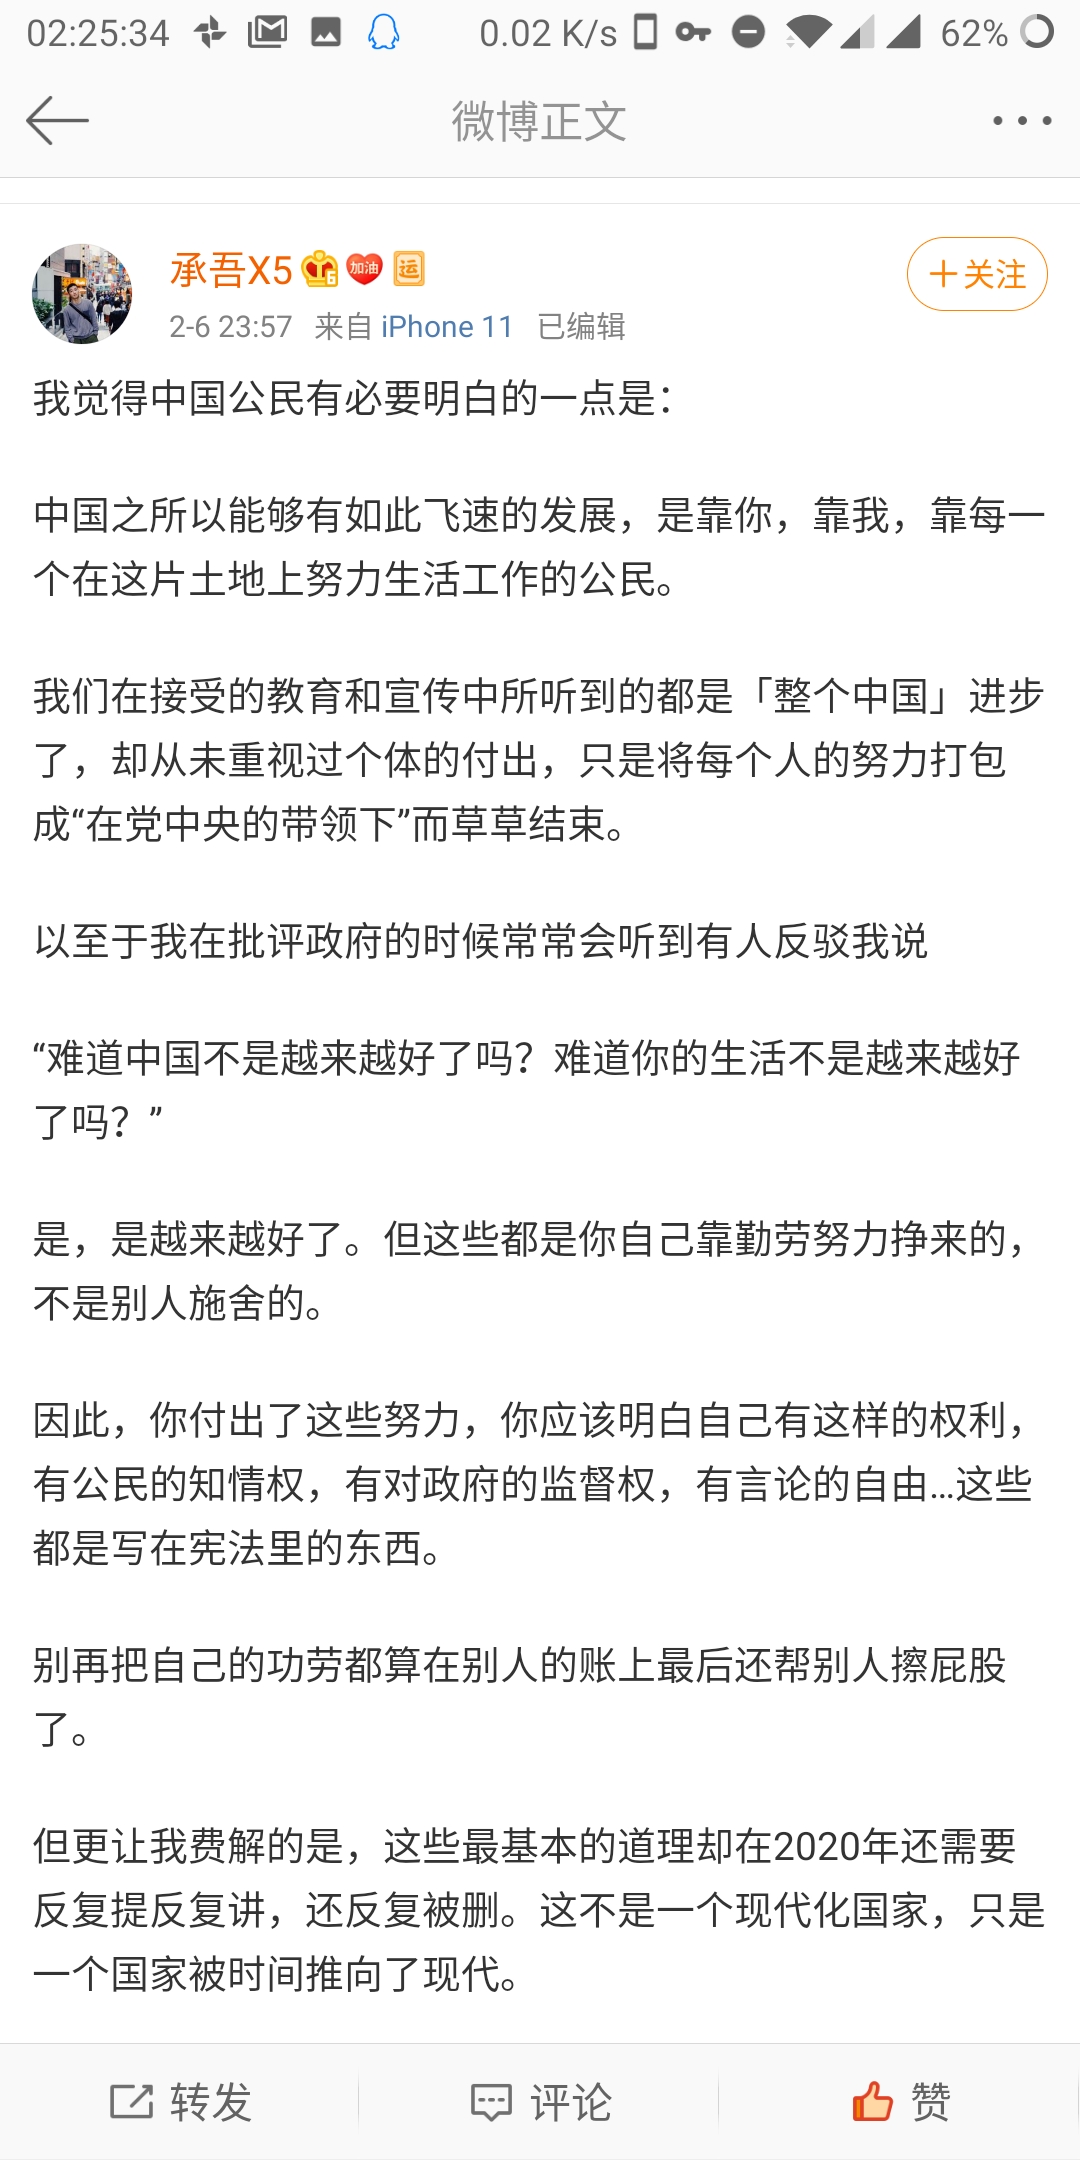 02:25:34 0.02 K/s 62%
微博正文
承吾X5 6 加油 运
+关注
2-6 23:57 来自 iPhone 11 已编辑
我觉得中国公民有必要明白的一点是：
中国之所以能够有如此飞速的发展，是靠你，靠我，靠每一
个在这片土地上努力生活工作的公民。
我们在接受的教育和宣传中所听到的都是「整个中国」进步
了，却从未重视过个体的付出，只是将每个人的努力打包
成“在党中央的带领下”而草草结束。
以至于我在批评政府的时候常常会听到有人反驳我说
“难道中国不是越来越好了吗？难道你的生活不是越来越好
了吗？”
是，是越来越好了。但这些都是你自己靠勤劳努力挣来的，
不是别人施舍的。
因此，你付出了这些努力，你应该明白自己有这样的权利，
有公民的知情权，有对政府的监督权，有言论的自由…这些
都是写在宪法里的东西。
别再把自己的功劳都算在别人的账上最后还帮别人擦屁股
了。
但更让我费解的是，这些最基本的道理却在2020年还需要
反复提反复讲，还反复被删。这不是一个现代化国家，只是
一个国家被时间推向了现代。
转发 评论 赞